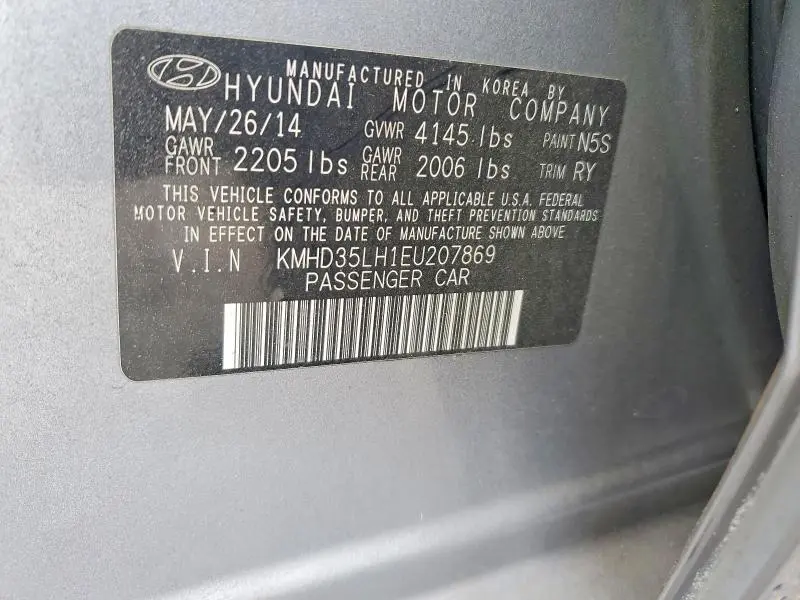 MANUFACTURED IN KOREA BY
HYUNDAI MOTOR COMPANY
MAY/26/14 GVWR 4145 lbs PAINT N5S
GAWR FRONT 2205 lbs GAWR REAR 2006 lbs TRIM RY
THIS VEHICLE CONFORMS TO ALL APPLICABLE U.S.A. FEDERAL
MOTOR VEHICLE SAFETY, BUMPER, AND THEFT PREVENTION STANDARDS
IN EFFECT ON THE DATE OF MANUFACTURE SHOWN ABOVE.
V.I.N KMHD35LH1EU207869
PASSENGER CAR